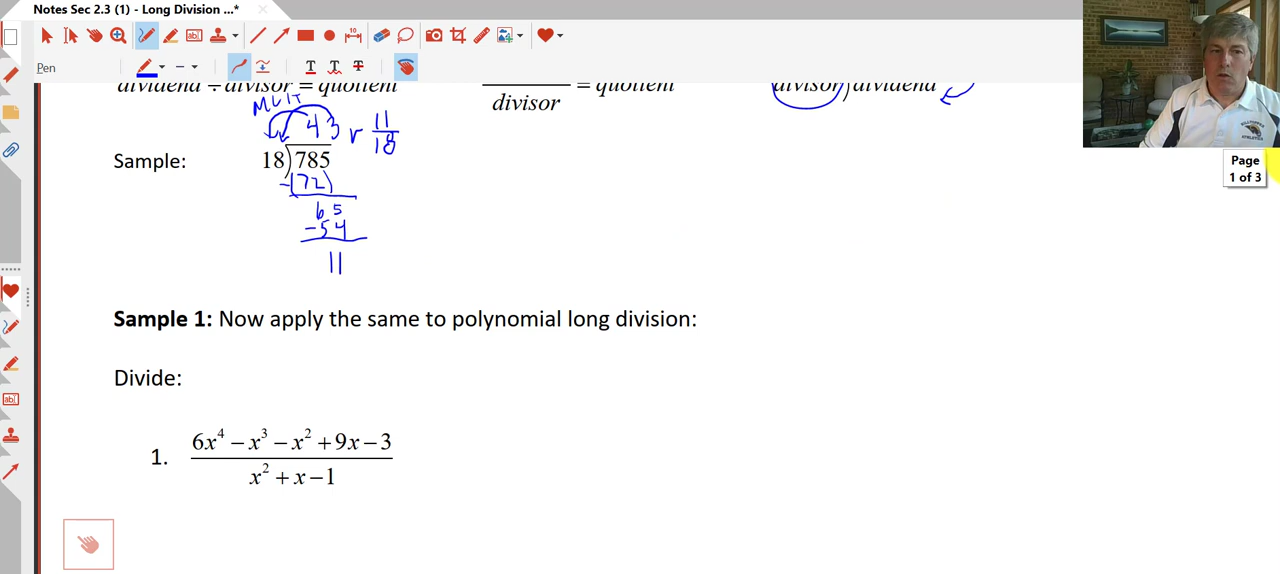 Notes Sec 2.3 (1) - Long Division ...*
Pen
dividend ÷ divisor = quotient
divisor = quotient
divisor)dividend
MULT
43 r 11/18
Sample: 18)785
-(72)
65
-54
11
Page
1 of 3
Sample 1: Now apply the same to polynomial long division:
Divide:
1. (6x⁴ − x³ − x² + 9x − 3)/(x² + x − 1)